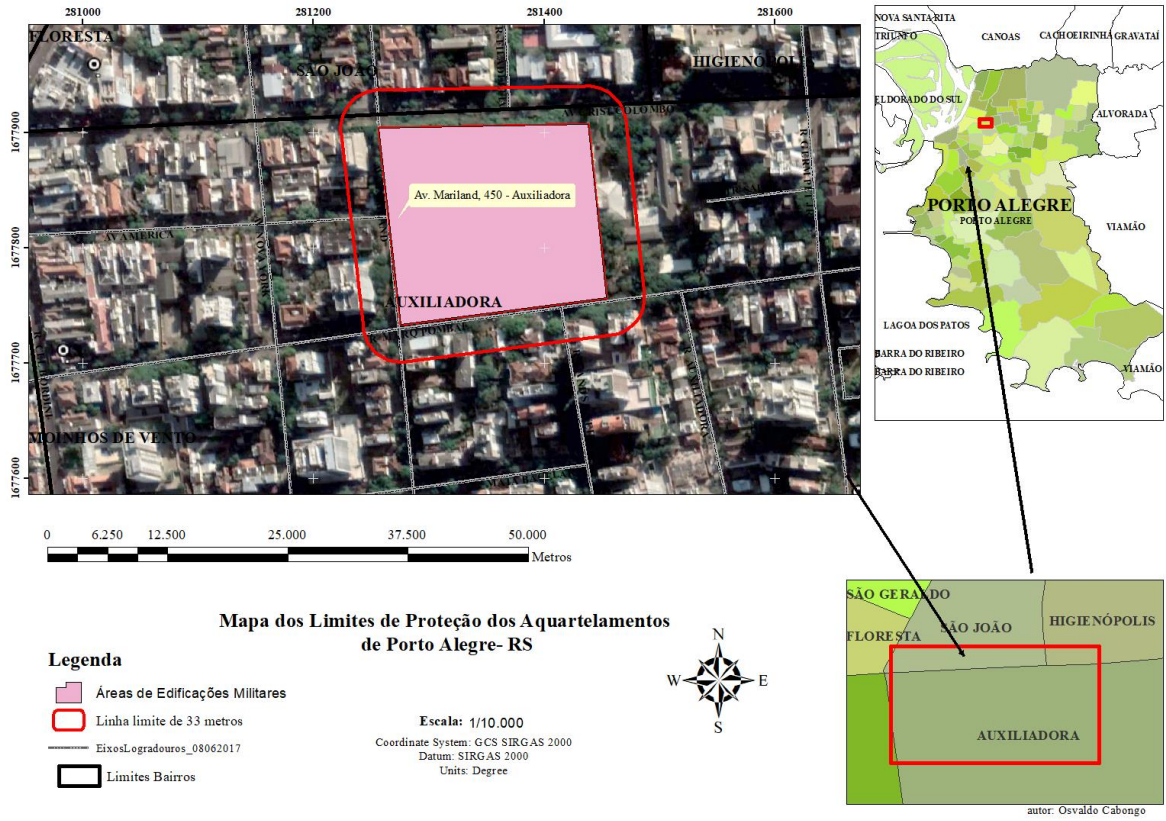 281000
281200
281400
281600
FLORESTA
SÃO JOÃO
HIGIENÓPOLIS
1677900
1677800
1677700
1677600
Av. Mariland, 450 - Auxiliadora
AV AMERICA
AUXILIADORA
MOINHOS DE VENTO
NOVA SANTA RITA
TRIUNFO
CANOAS
CACHOEIRINHA
GRAVATAÍ
ELDORADO DO SUL
ALVORADA
PORTO ALEGRE
PORTO ALEGRE
VIAMÃO
LAGOA DOS PATOS
BARRA DO RIBEIRO
BARRA DO RIBEIRO
VIAMÃO
0 6.250 12.500 25.000 37.500 50.000
Metros
Mapa dos Limites de Proteção dos Aquartelamentos
de Porto Alegre- RS
Legenda
Áreas de Edificações Militares
Linha limite de 33 metros
EixosLogradouros_08062017
Limites Bairros
Escala: 1/10.000
Coordinate System: GCS SIRGAS 2000
Datum: SIRGAS 2000
Units: Degree
N
W
E
S
SÃO GERALDO
FLORESTA
SÃO JOÃO
HIGIENÓPOLIS
AUXILIADORA
autor: Osvaldo Cabongo